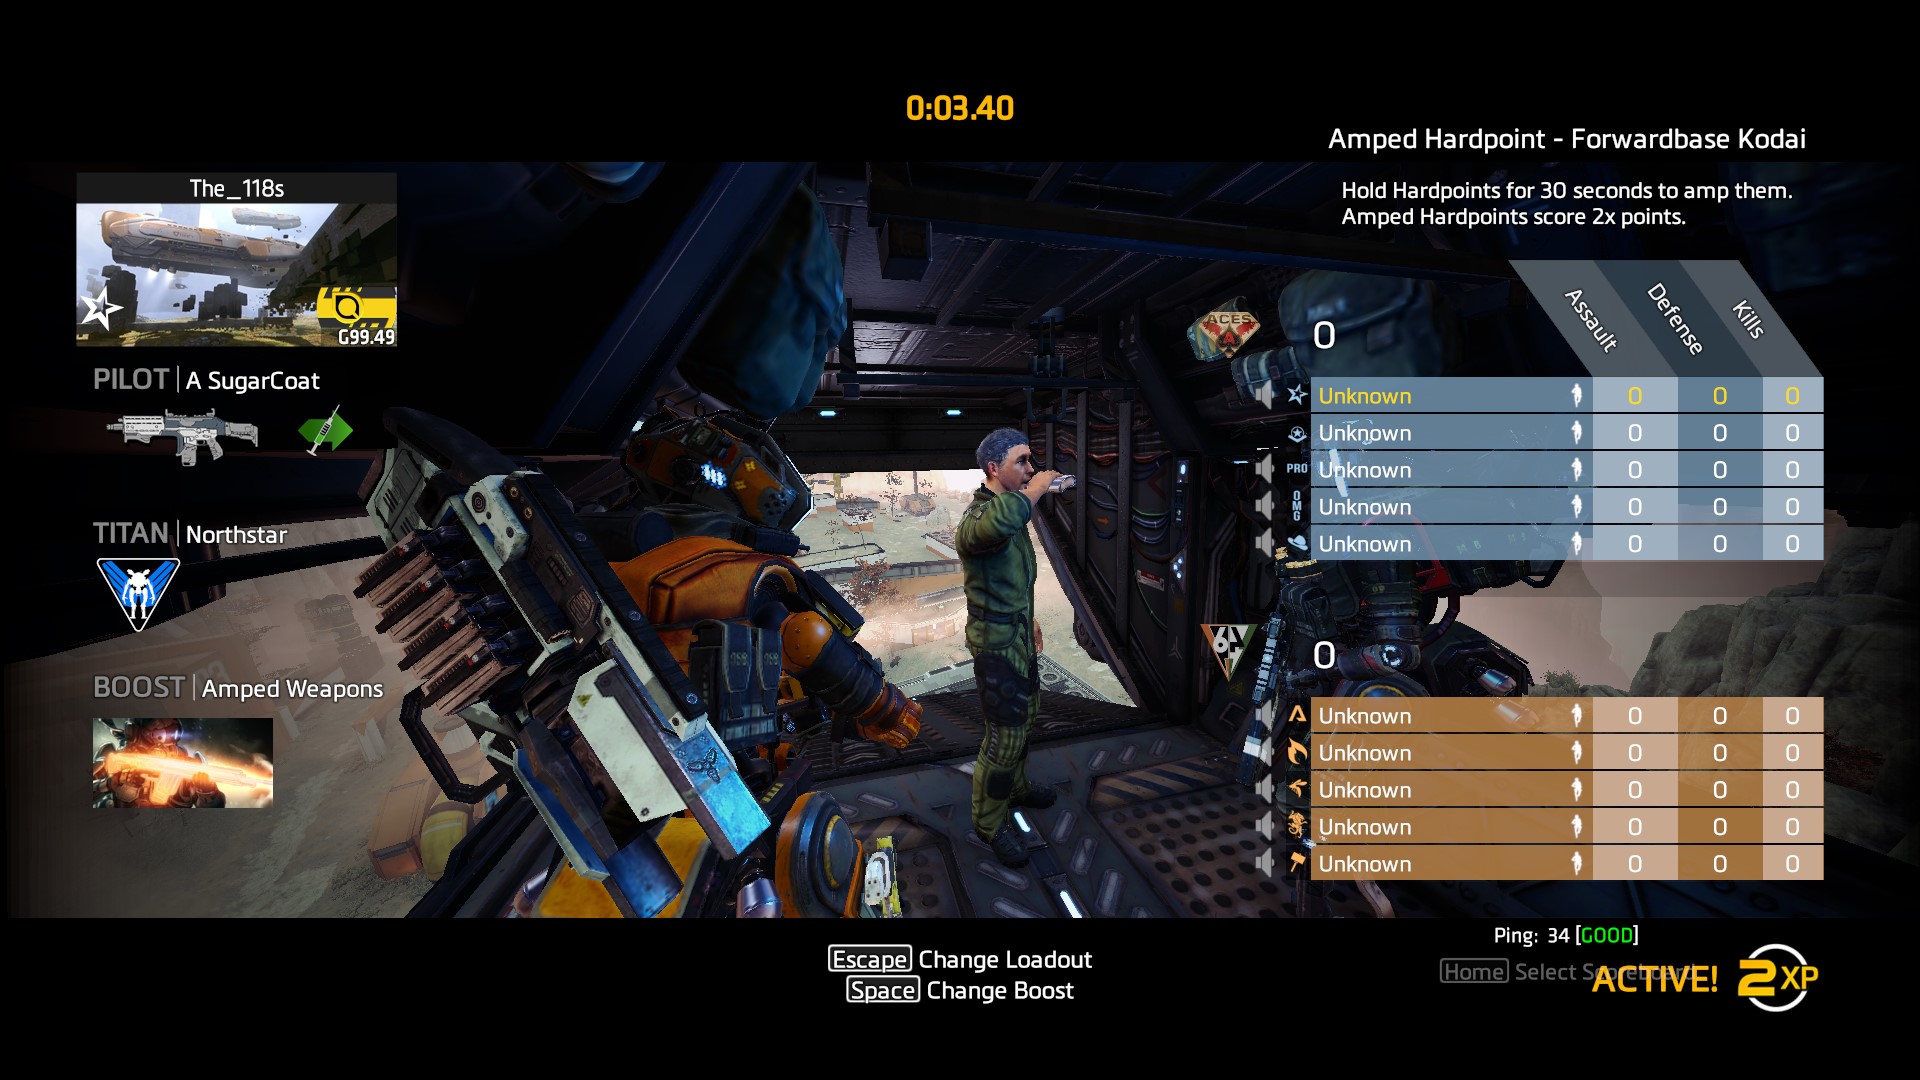 0:03.40
Amped Hardpoint - Forwardbase Kodai
Hold Hardpoints for 30 seconds to amp them.
Amped Hardpoints score 2x points.
The_118s
G99.49
PILOT | A SugarCoat
TITAN | Northstar
BOOST | Amped Weapons
ACES
A
0
Assault Defense Kills
Unknown 0 0 0
Unknown 0 0 0
PRO Unknown 0 0 0
OMG Unknown 0 0 0
Unknown 0 0 0
64
0
Unknown 0 0 0
Unknown 0 0 0
Unknown 0 0 0
Unknown 0 0 0
Unknown 0 0 0
Escape Change Loadout
Space Change Boost
Ping: 34 [GOOD]
Home Select Scoreboard
ACTIVE! 2XP